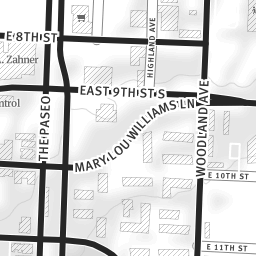 E 8TH ST
HIGHLAND AVE
. Zahner
EAST 9TH ST S
ntrol
THE PASEO
MARY LOU WILLIAMS LN
WOODLAND AVE
E 10TH ST
E 11TH ST